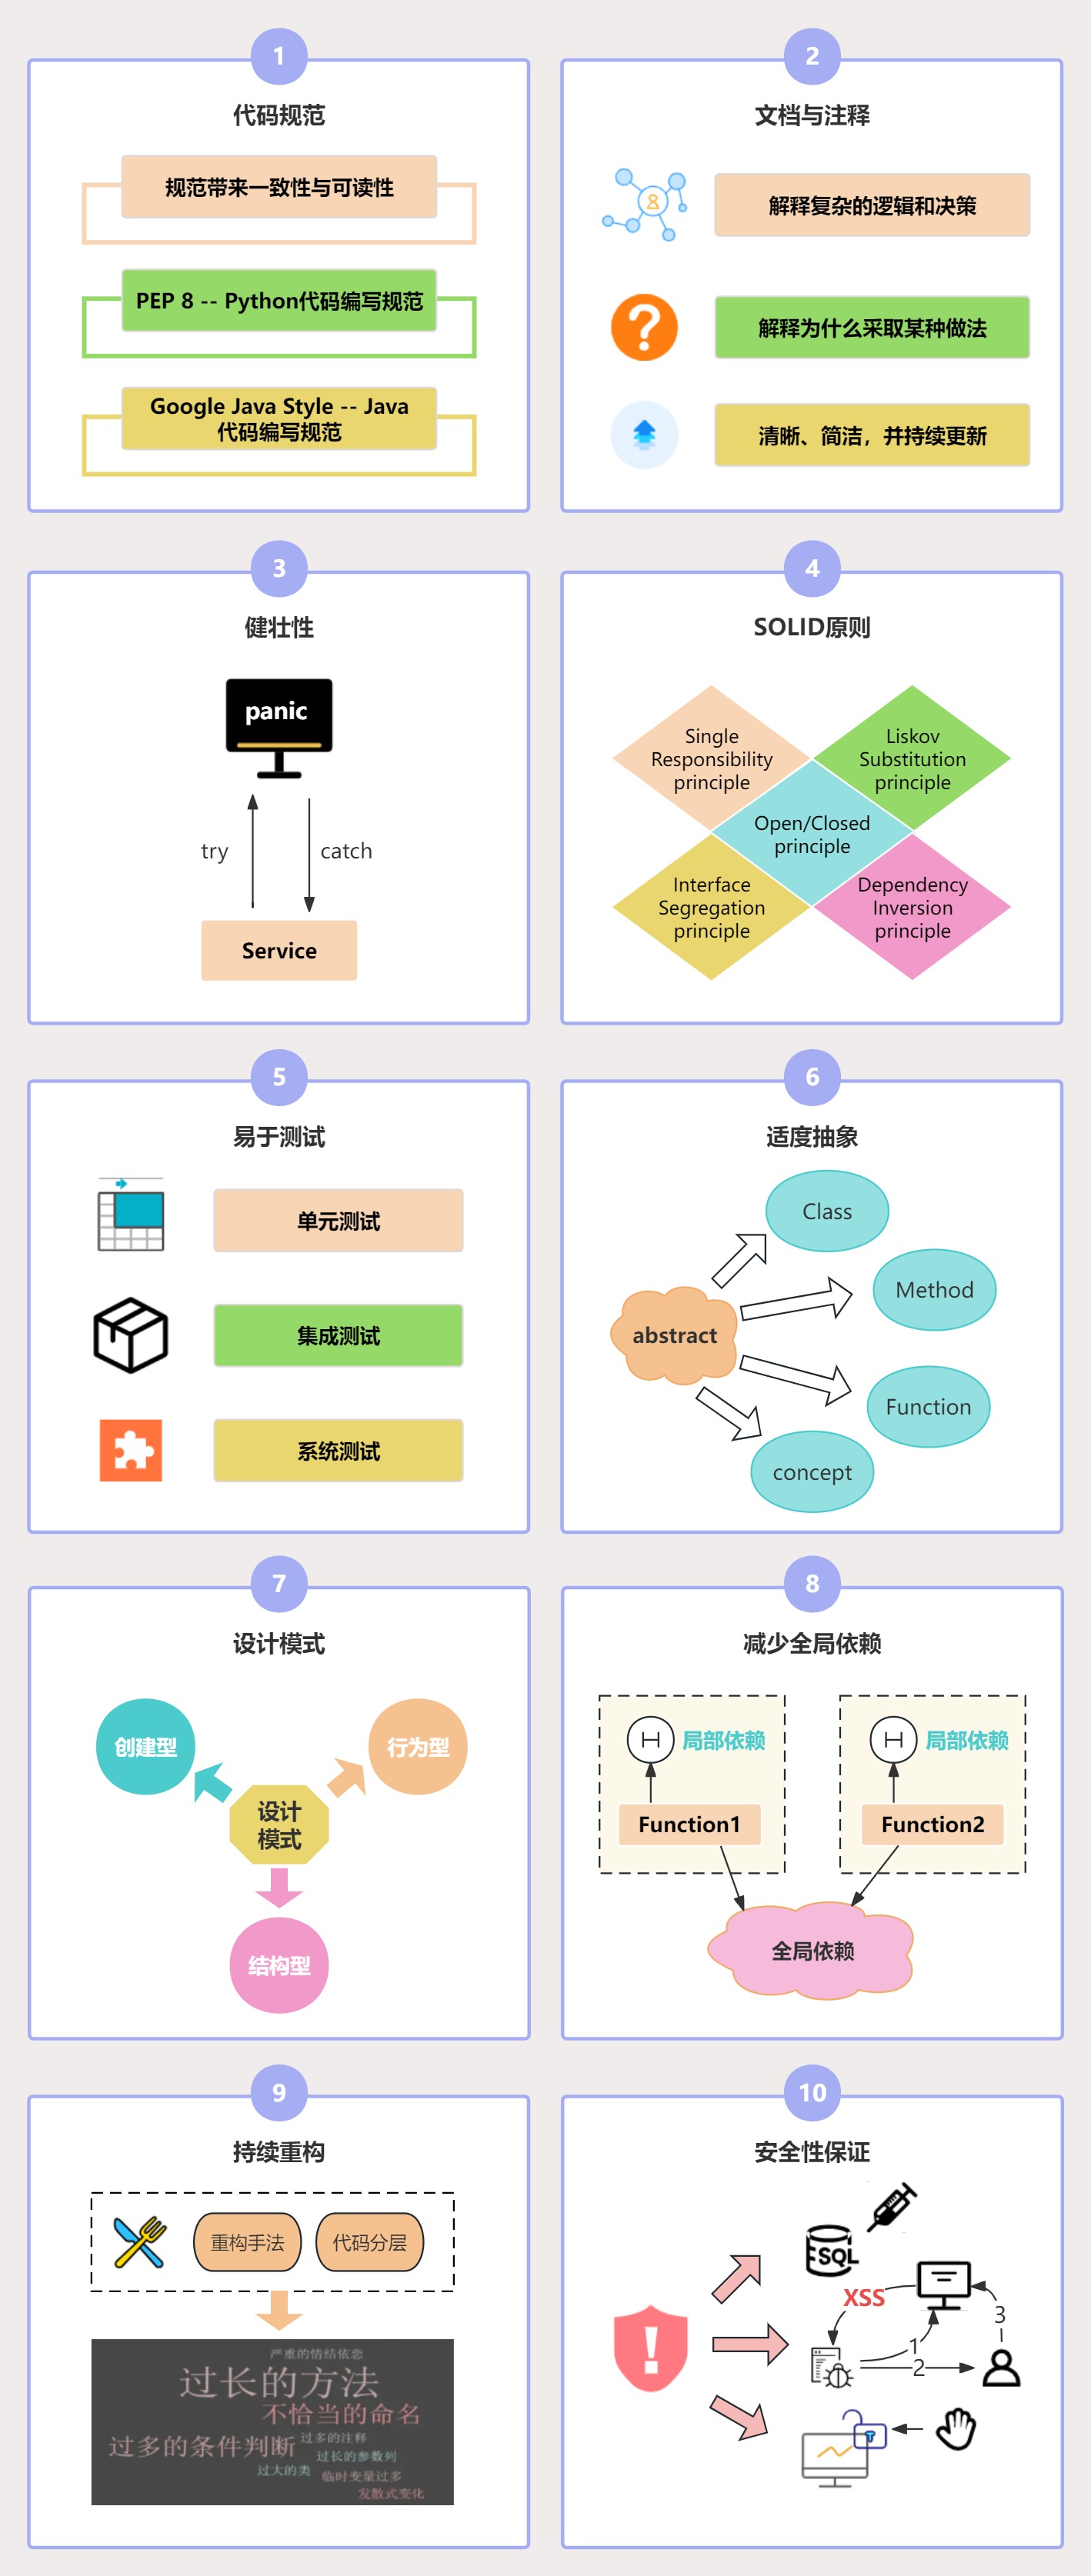 1
代码规范
规范带来一致性与可读性
PEP 8 -- Python代码编写规范
Google Java Style -- Java
代码编写规范
2
文档与注释
解释复杂的逻辑和决策
解释为什么采取某种做法
清晰、简洁，并持续更新
3
健壮性
panic
try
catch
Service
4
SOLID原则
Single
Responsibility
principle
Liskov
Substitution
principle
Open/Closed
principle
Interface
Segregation
principle
Dependency
Inversion
principle
5
易于测试
单元测试
集成测试
系统测试
6
适度抽象
Class
Method
abstract
Function
concept
7
设计模式
创建型
行为型
设计
模式
结构型
8
减少全局依赖
局部依赖
局部依赖
Function1
Function2
全局依赖
9
持续重构
重构手法
代码分层
严重的情结依恋
过长的方法
不恰当的命名
过多的条件判断
过多的注释
过长的参数列
过大的类
临时变量过多
发散式变化
10
安全性保证
SQL
XSS
3
1
2
T